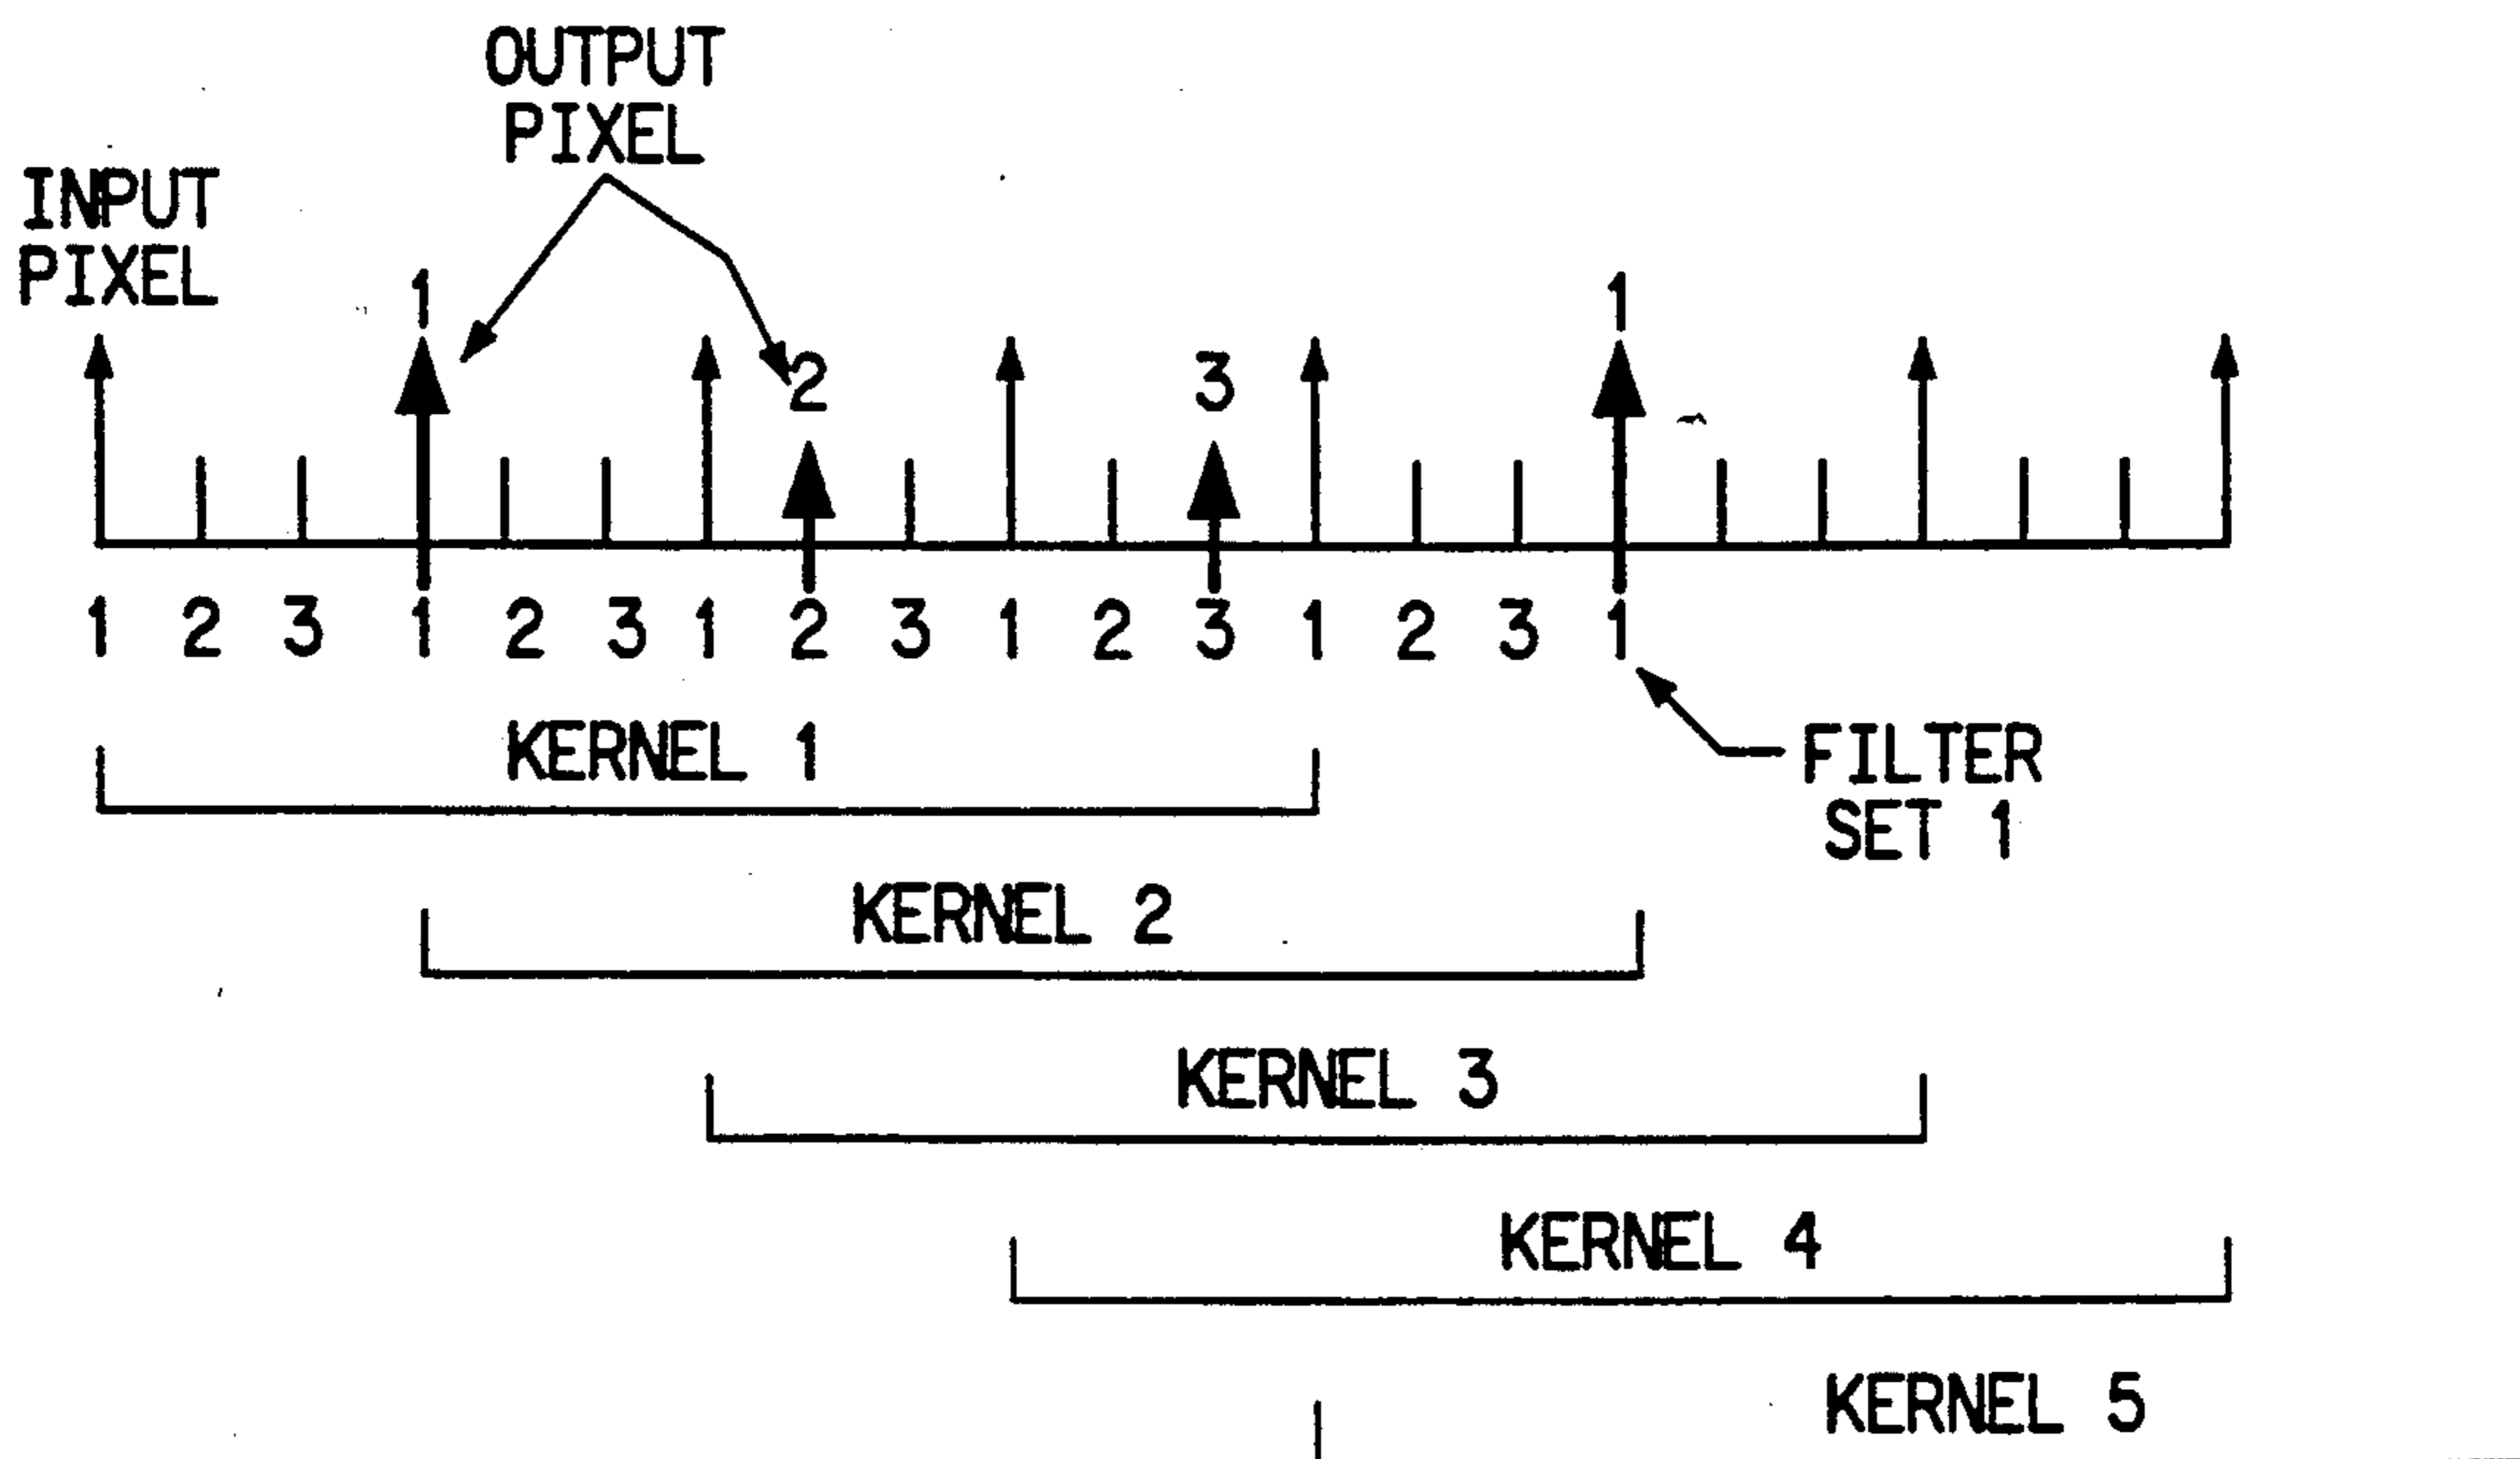 OUTPUT
PIXEL
INPUT
PIXEL
1
1
2
3
1 2 3 1 2 3 1 2 3 1 2 3 1 2 3 1
KERNEL 1
FILTER
SET 1
KERNEL 2
KERNEL 3
KERNEL 4
KERNEL 5